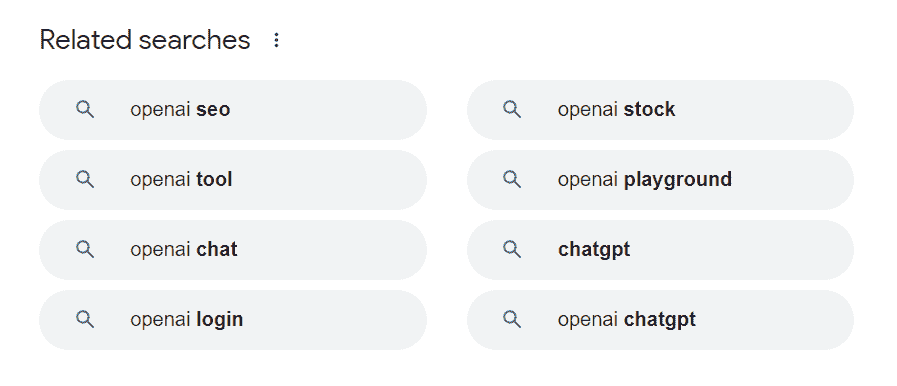 Related searches
openai seo
openai stock
openai tool
openai playground
openai chat
chatgpt
openai login
openai chatgpt